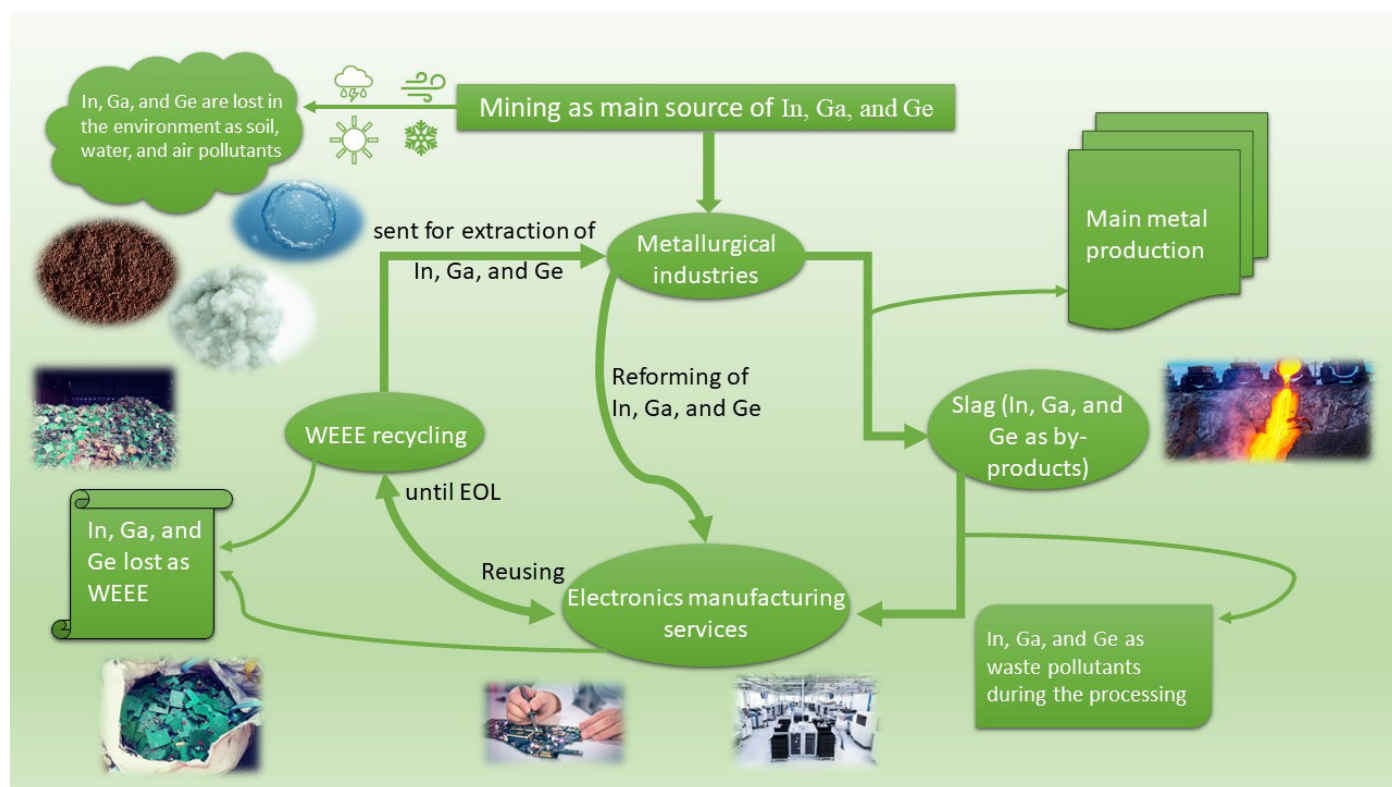 In, Ga, and Ge are lost in
the environment as soil,
water, and air pollutants
Mining as main source of In, Ga, and Ge
Main metal
production
sent for extraction of
In, Ga, and Ge
Metallurgical
industries
Reforming of
In, Ga, and Ge
Slag (In, Ga, and
Ge as by-
products)
WEEE recycling
until EOL
In, Ga, and
Ge lost as
WEEE
Reusing
Electronics manufacturing
services
In, Ga, and Ge as
waste pollutants
during the processing